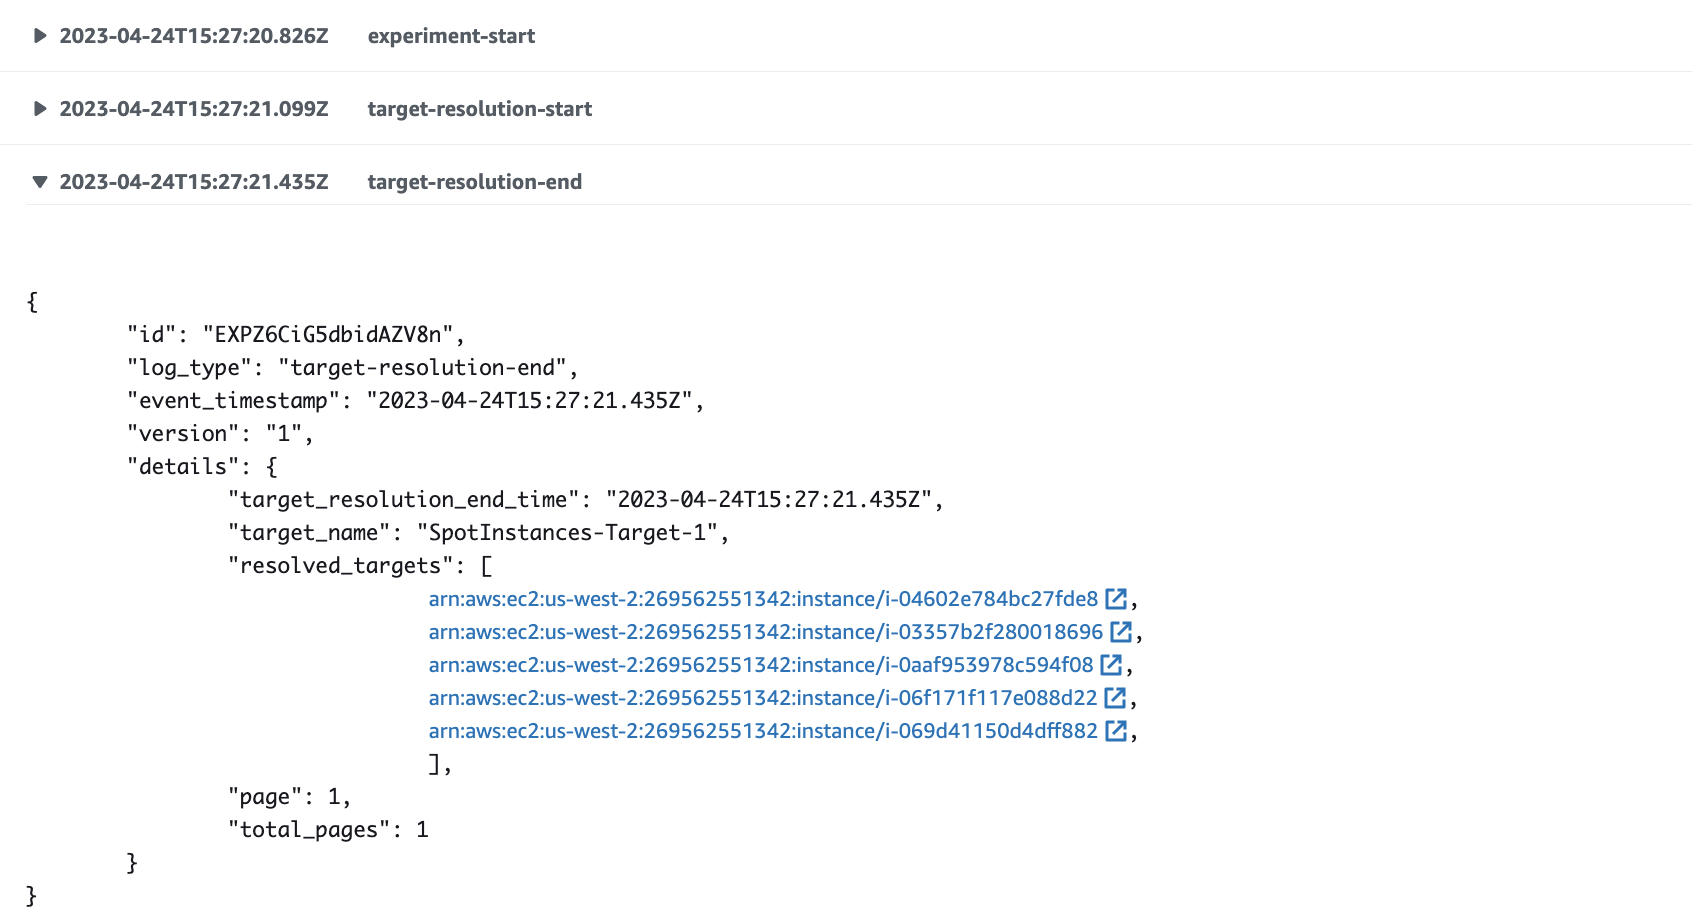 2023-04-24T15:27:20.826Z experiment-start
2023-04-24T15:27:21.099Z target-resolution-start
2023-04-24T15:27:21.435Z target-resolution-end
{
"id": "EXPZ6CiG5dbidAZV8n",
"log_type": "target-resolution-end",
"event_timestamp": "2023-04-24T15:27:21.435Z",
"version": "1",
"details": {
"target_resolution_end_time": "2023-04-24T15:27:21.435Z",
"target_name": "SpotInstances-Target-1",
"resolved_targets": [
arn:aws:ec2:us-west-2:269562551342:instance/i-04602e784bc27fde8 ,
arn:aws:ec2:us-west-2:269562551342:instance/i-03357b2f280018696 ,
arn:aws:ec2:us-west-2:269562551342:instance/i-0aaf953978c594f08 ,
arn:aws:ec2:us-west-2:269562551342:instance/i-06f171f117e088d22 ,
arn:aws:ec2:us-west-2:269562551342:instance/i-069d41150d4dff882 ,
],
"page": 1,
"total_pages": 1
}
}